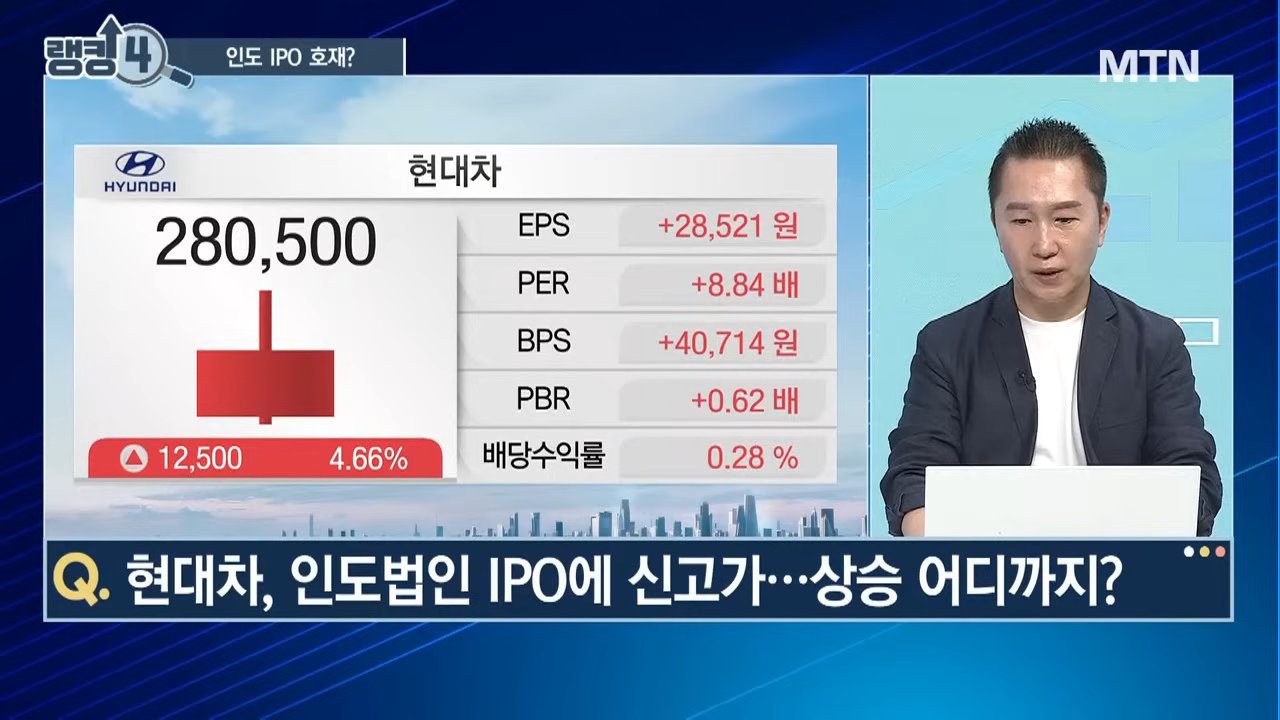 랭킹4
인도 IPO 호재?
MTN
HYUNDAI
현대차
280,500
12,500 4.66%
EPS +28,521 원
PER +8.84 배
BPS +40,714 원
PBR +0.62 배
배당수익률 0.28 %
Q. 현대차, 인도법인 IPO에 신고가…상승 어디까지?